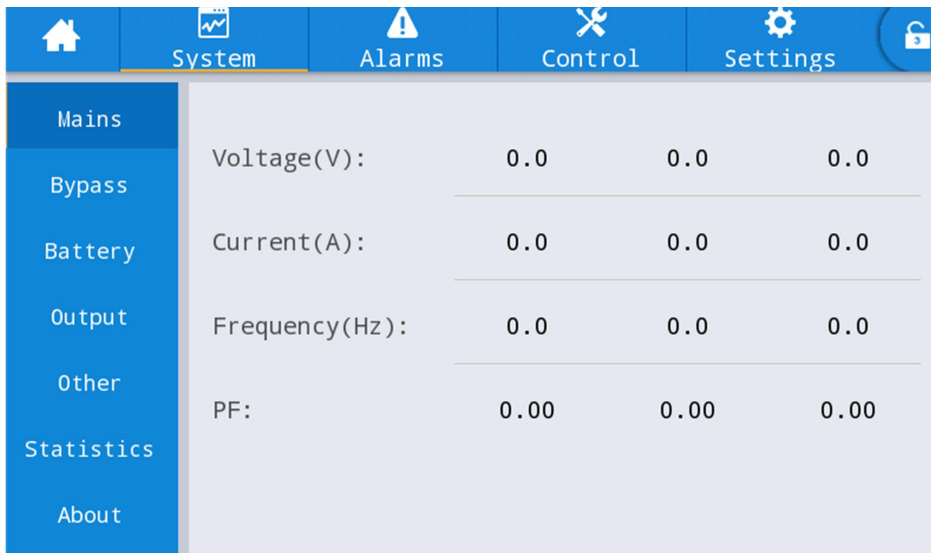 System Alarms Control Settings 3
Mains
Voltage(V): 0.0 0.0 0.0
Bypass
Current(A): 0.0 0.0 0.0
Battery
Output
Frequency(Hz): 0.0 0.0 0.0
Other
PF: 0.00 0.00 0.00
Statistics
About